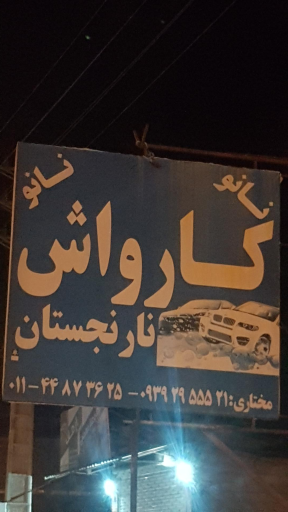 نانو نانو
کارواش
نارنجستان
مختاری: ۰۹۳۹ ۲۹ ۵۵۵ ۲۱ - ۰۱۱-۴۴ ۸۷ ۳۶ ۲۵